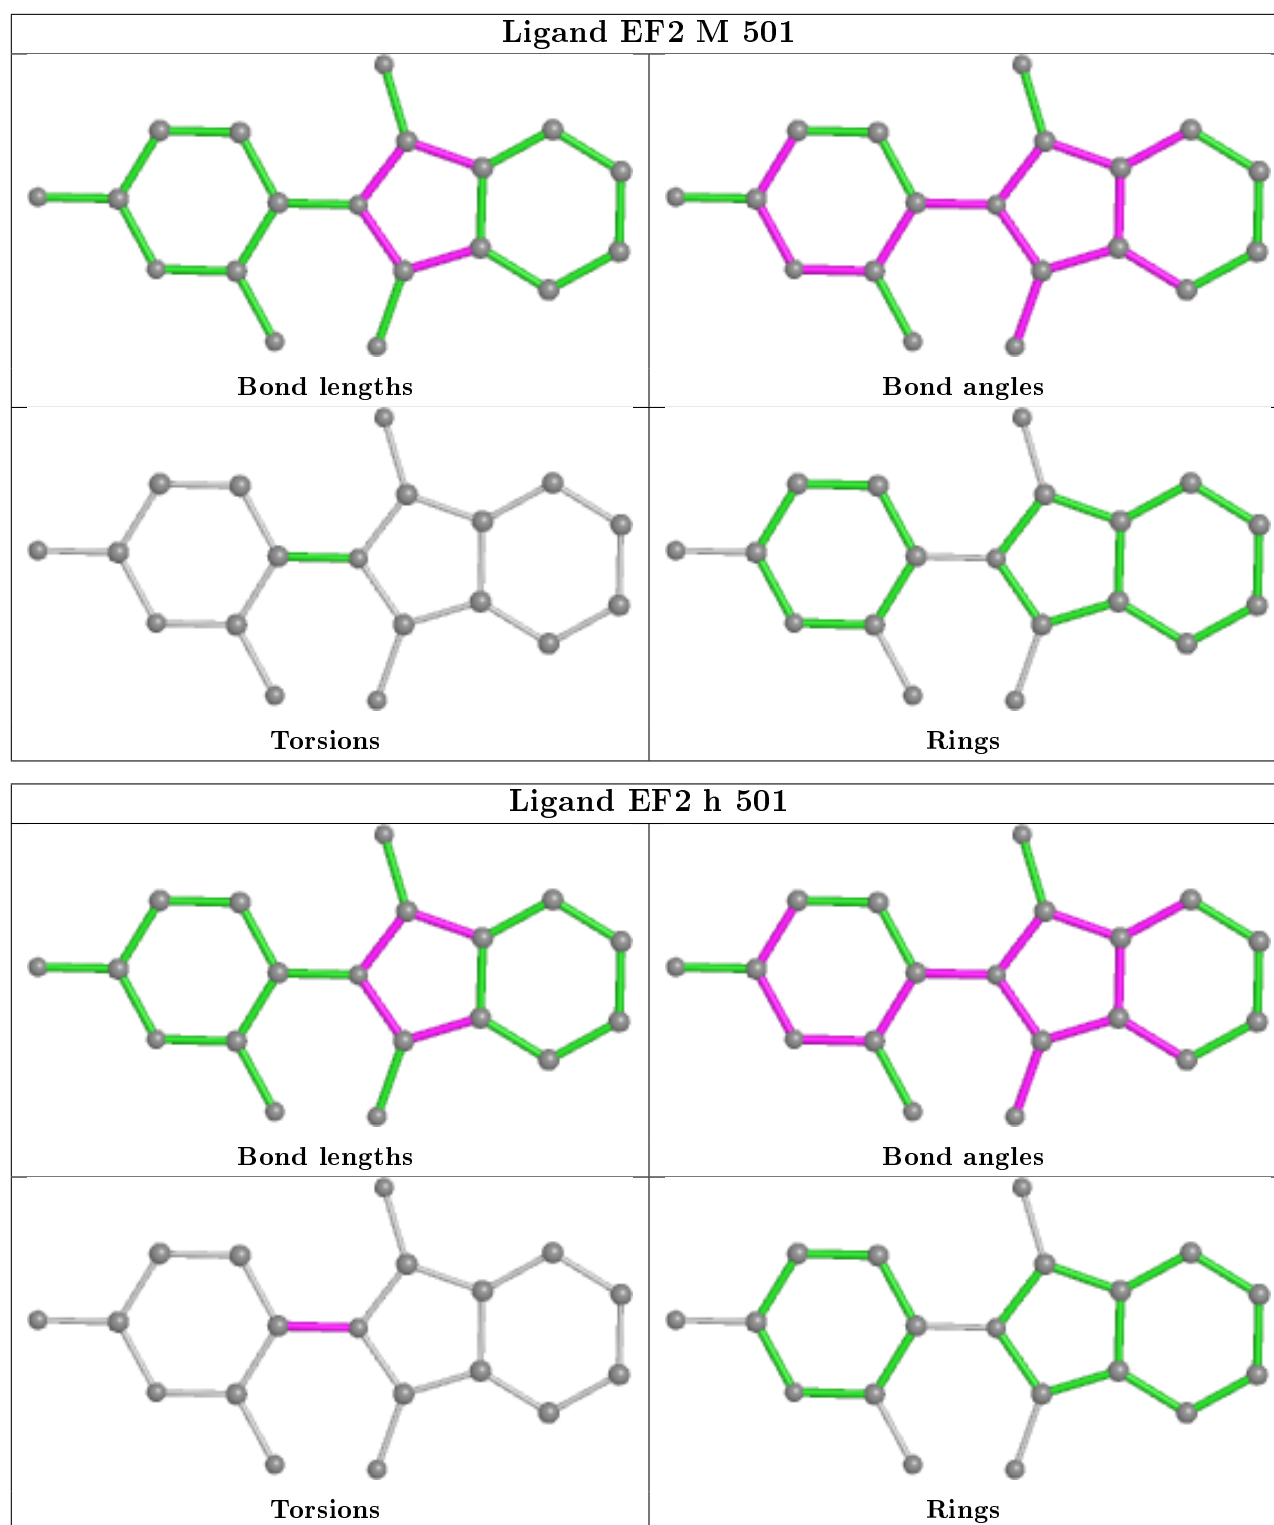 Ligand EF2 M 501
Bond lengths
Bond angles
Torsions
Rings
Ligand EF2 h 501
Bond lengths
Bond angles
Torsions
Rings